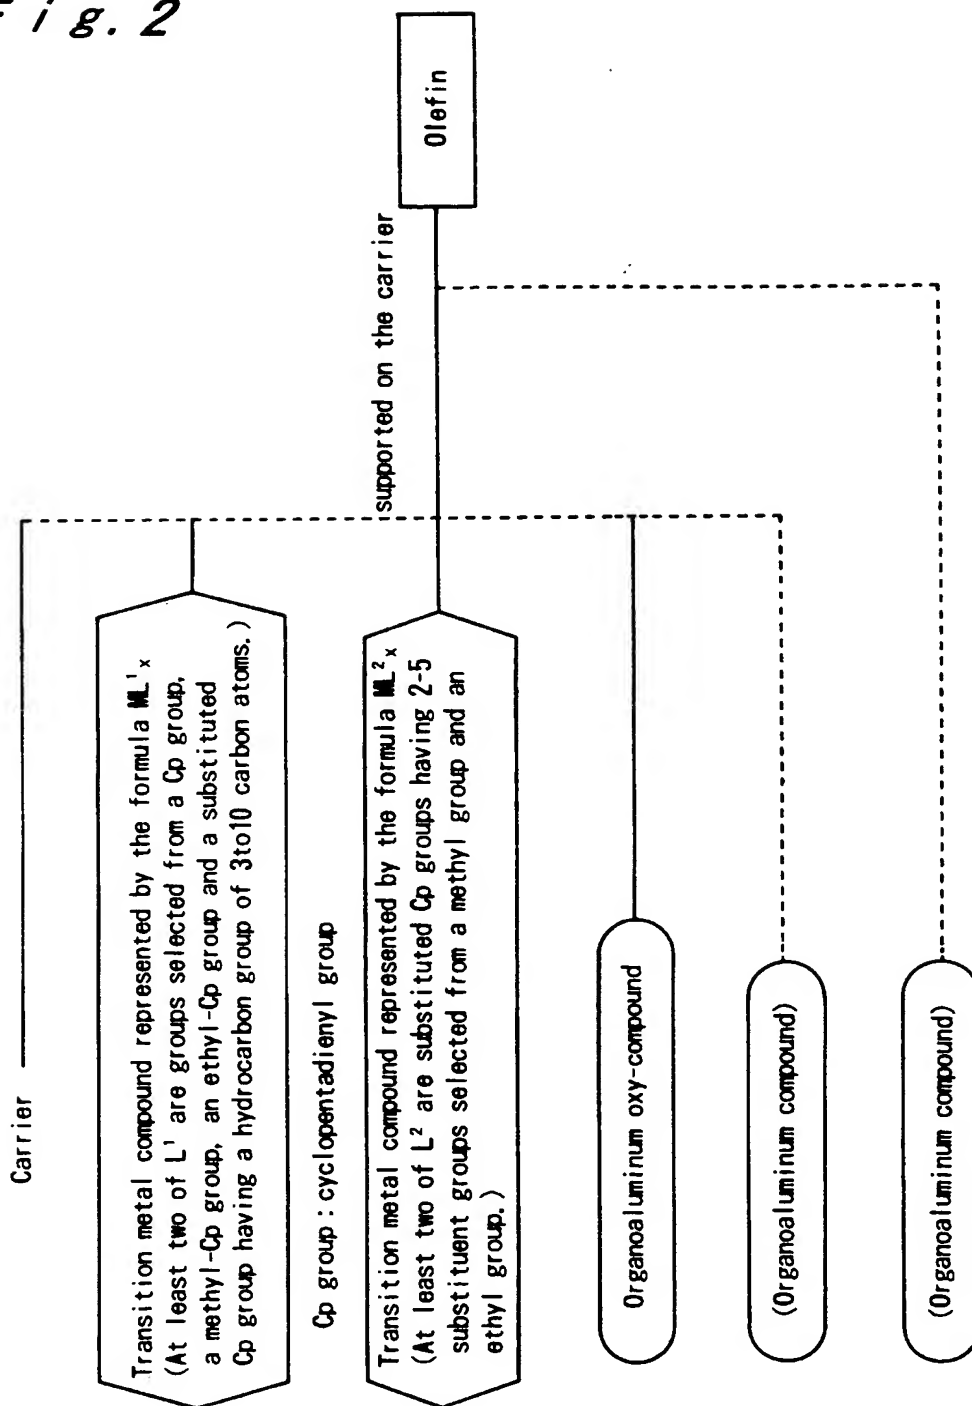 Fig. 2
Carrier
Transition metal compound represented by the formula ML¹ₓ
(At least two of L¹ are groups selected from a Cp group,
a methyl-Cp group, an ethyl-Cp group and a substituted
Cp group having a hydrocarbon group of 3to10 carbon atoms.)
Cp group : cyclopentadienyl group
Transition metal compound represented by the formula ML²ₓ
(At least two of L² are substituted Cp groups having 2-5
substituent groups selected from a methyl group and an
ethyl group.)
supported on the carrier
Olefin
Organoaluminum oxy-compound
(Organoaluminum compound)
(Organoaluminum compound)